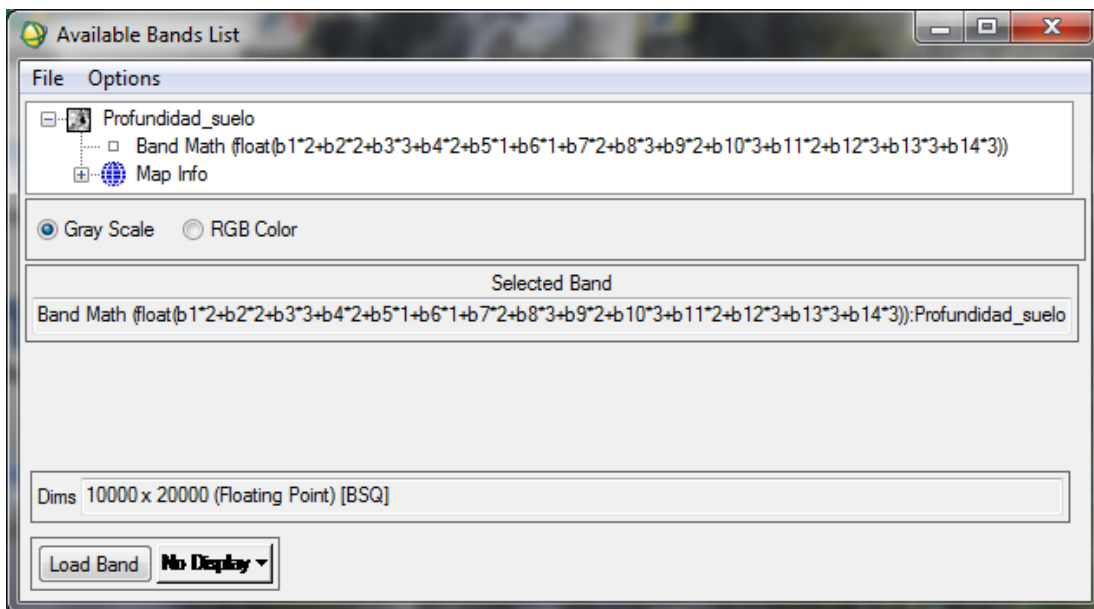 Available Bands List
File Options
Profundidad_suelo
Band Math (float(b1*2+b2*2+b3*3+b4*2+b5*1+b6*1+b7*2+b8*3+b9*2+b10*3+b11*2+b12*3+b13*3+b14*3))
Map Info
Gray Scale RGB Color
Selected Band
Band Math (float(b1*2+b2*2+b3*3+b4*2+b5*1+b6*1+b7*2+b8*3+b9*2+b10*3+b11*2+b12*3+b13*3+b14*3)):Profundidad_suelo
Dims 10000 x 20000 (Floating Point) [BSQ]
Load Band No Display